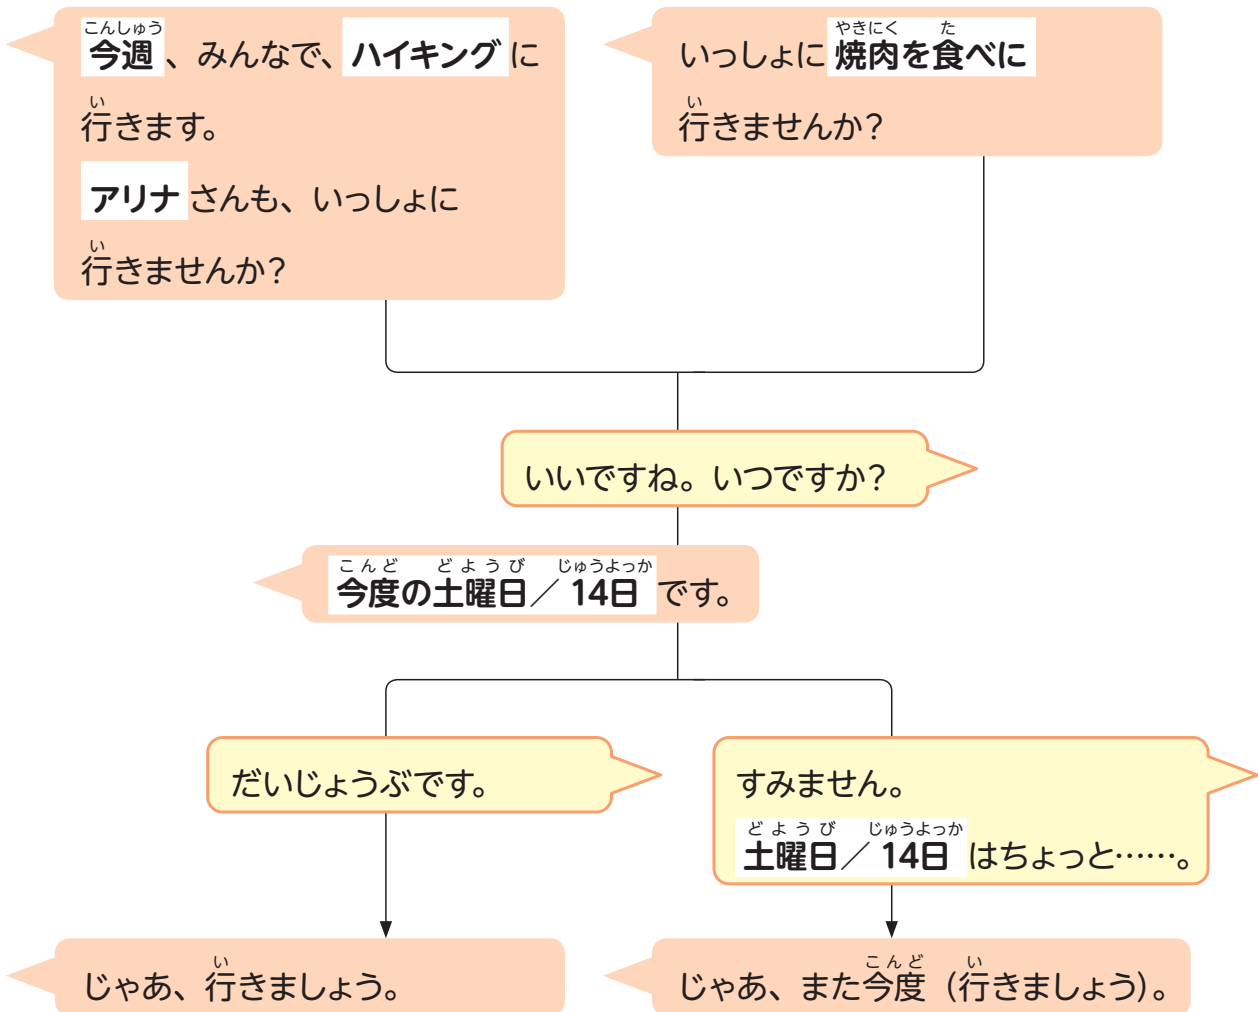 こんしゅう
今週、みんなで、ハイキングに
い
行きます。
アリナさんも、いっしょに
い
行きませんか?
やきにく た
いっしょに焼肉を食べに
い
行きませんか?
いいですね。いつですか?
こんど どようび じゅうよっか
今度の土曜日/14日です。
だいじょうぶです。
すみません。
どようび じゅうよっか
土曜日/14日はちょっと……。
い
じゃあ、行きましょう。
こんど い
じゃあ、また今度(行きましょう)。